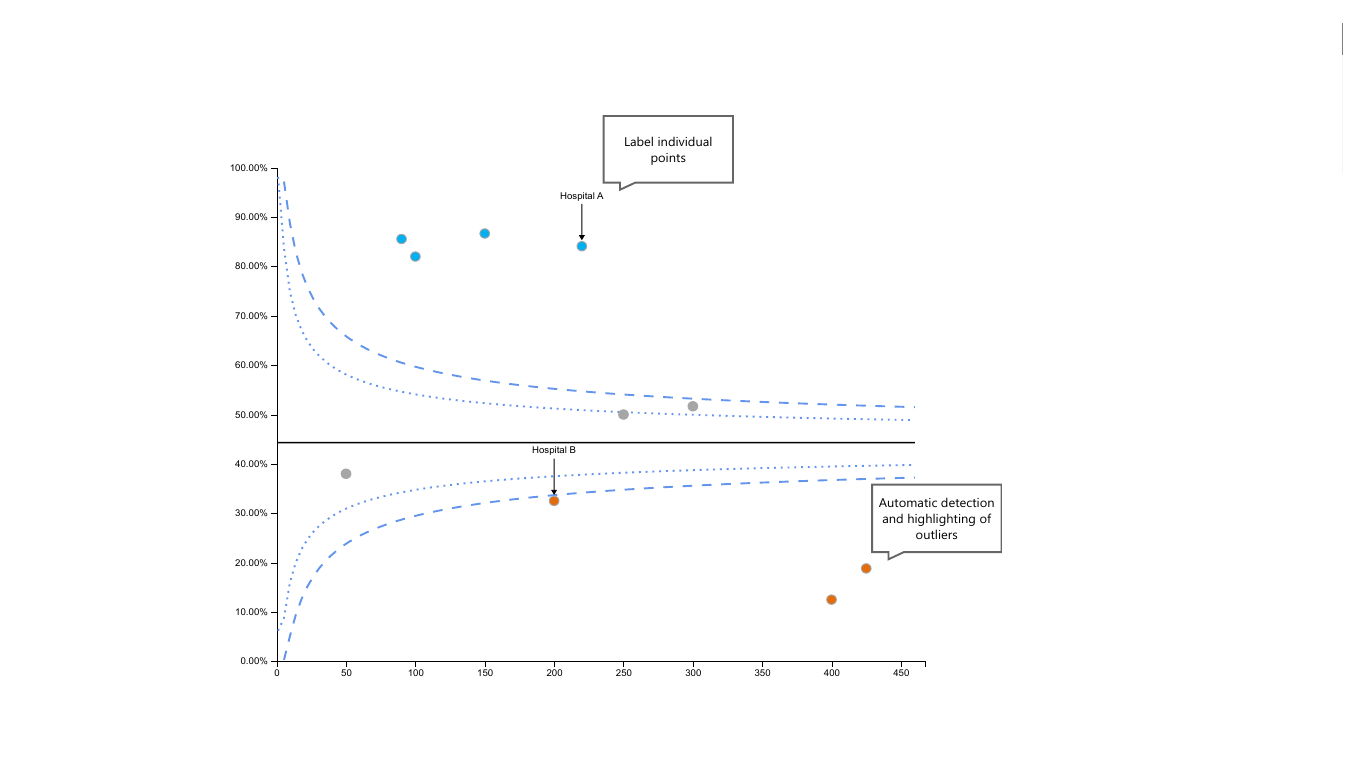 Label individual
points
100.00%
Hospital A
90.00%
80.00%
70.00%
60.00%
50.00%
Hospital B
40.00%
30.00%
Automatic detection
and highlighting of
outliers
20.00%
10.00%
0.00%
0 50 100 150 200 250 300 350 400 450